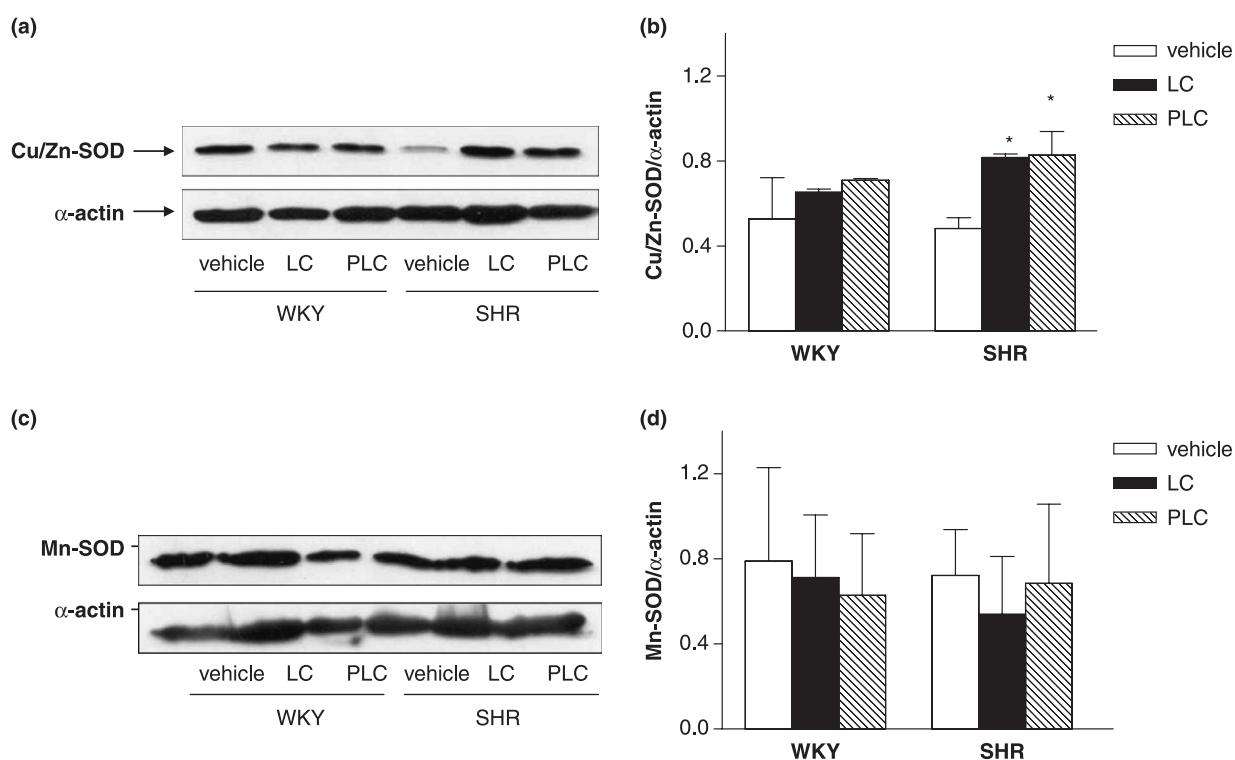 (a)
Cu/Zn-SOD
α-actin
vehicle LC PLC vehicle LC PLC
WKY SHR
(b)
Cu/Zn-SOD/α-actin
1.2
0.8
0.4
0.0
* *
WKY SHR
vehicle
LC
PLC
(c)
Mn-SOD
α-actin
vehicle LC PLC vehicle LC PLC
WKY SHR
(d)
Mn-SOD/α-actin
1.2
0.8
0.4
0.0
WKY SHR
vehicle
LC
PLC